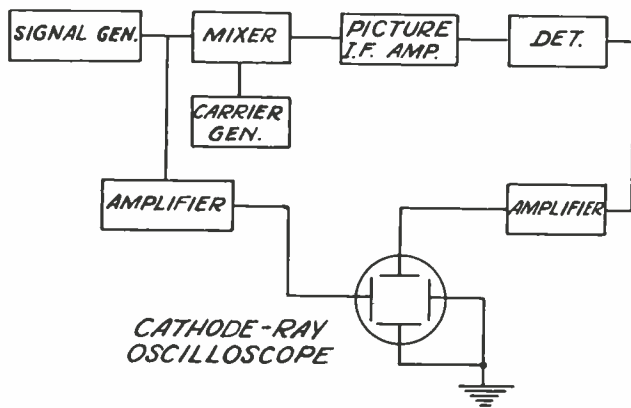 SIGNAL GEN.
MIXER
PICTURE
I.F. AMP.
DET.
CARRIER
GEN.
AMPLIFIER
AMPLIFIER
CATHODE-RAY
OSCILLOSCOPE